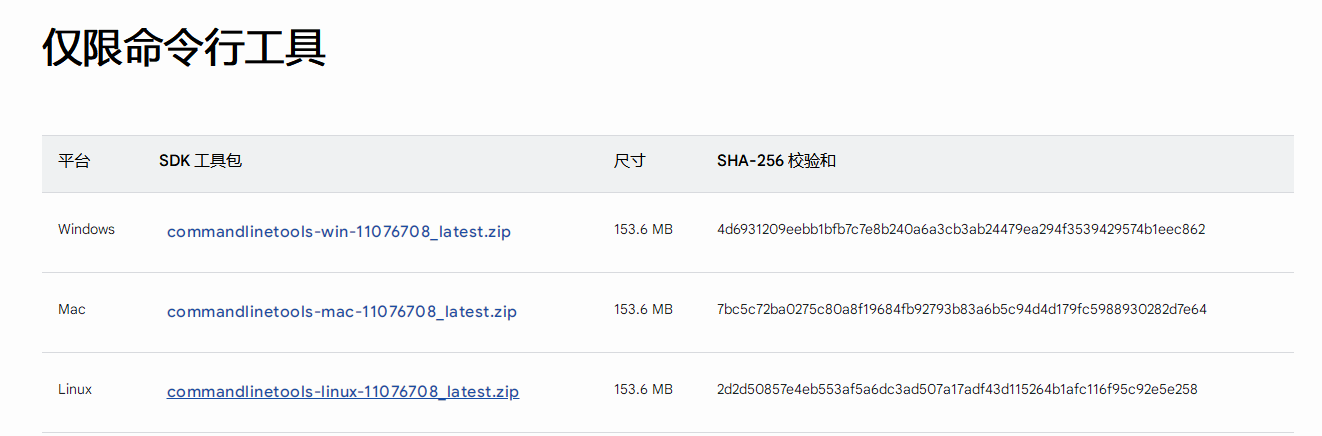 仅限命令行工具
平台 SDK 工具包 尺寸 SHA-256 校验和
Windows commandlinetools-win-11076708_latest.zip 153.6 MB 4d6931209eebb1bfb7c7e8b240a6a3cb3ab24479ea294f3539429574b1eec862
Mac commandlinetools-mac-11076708_latest.zip 153.6 MB 7bc5c72ba0275c80a8f19684fb92793b83a6b5c94d4d179fc5988930282d7e64
Linux commandlinetools-linux-11076708_latest.zip 153.6 MB 2d2d50857e4eb553af5a6dc3ad507a17adf43d115264b1afc116f95c92e5e258